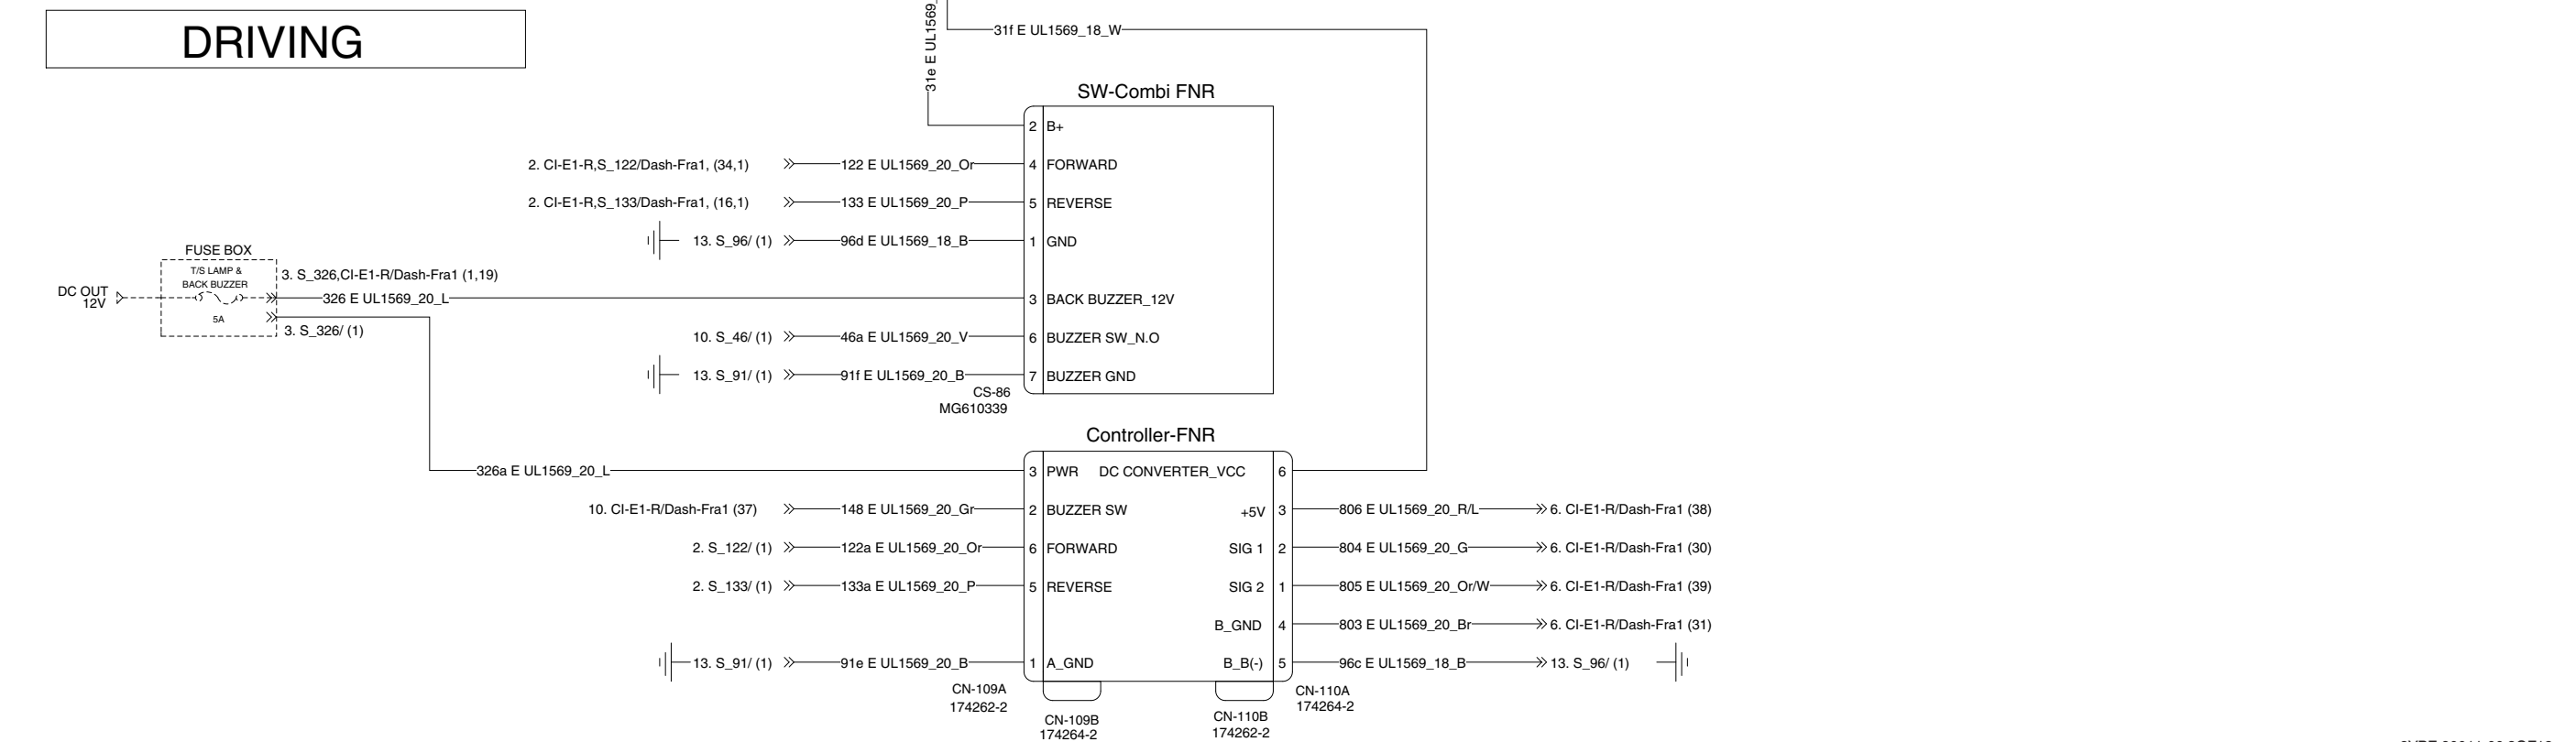 DRIVING
31e E UL1569_
31f E UL1569_18_W
SW-Combi FNR
2 B+
2. CI-E1-R,S_122/Dash-Fra1, (34,1) 122 E UL1569_20_Or 4 FORWARD
2. CI-E1-R,S_133/Dash-Fra1, (16,1) 133 E UL1569_20_P 5 REVERSE
13. S_96/ (1) 96d E UL1569_18_B 1 GND
FUSE BOX
T/S LAMP &
BACK BUZZER
5A
DC OUT
12V
3. S_326,CI-E1-R/Dash-Fra1 (1,19)
326 E UL1569_20_L 3 BACK BUZZER_12V
3. S_326/ (1)
10. S_46/ (1) 46a E UL1569_20_V 6 BUZZER SW_N.O
13. S_91/ (1) 91f E UL1569_20_B 7 BUZZER GND
CS-86
MG610339
Controller-FNR
326a E UL1569_20_L 3 PWR DC CONVERTER_VCC 6
10. CI-E1-R/Dash-Fra1 (37) 148 E UL1569_20_Gr 2 BUZZER SW +5V 3 806 E UL1569_20_R/L 6. CI-E1-R/Dash-Fra1 (38)
2. S_122/ (1) 122a E UL1569_20_Or 6 FORWARD SIG 1 2 804 E UL1569_20_G 6. CI-E1-R/Dash-Fra1 (30)
2. S_133/ (1) 133a E UL1569_20_P 5 REVERSE SIG 2 1 805 E UL1569_20_Or/W 6. CI-E1-R/Dash-Fra1 (39)
B_GND 4 803 E UL1569_20_Br 6. CI-E1-R/Dash-Fra1 (31)
13. S_91/ (1) 91e E UL1569_20_B 1 A_GND B_B(-) 5 96c E UL1569_18_B 13. S_96/ (1)
CN-109A
174262-2
CN-109B
174264-2
CN-110B
174262-2
CN-110A
174264-2